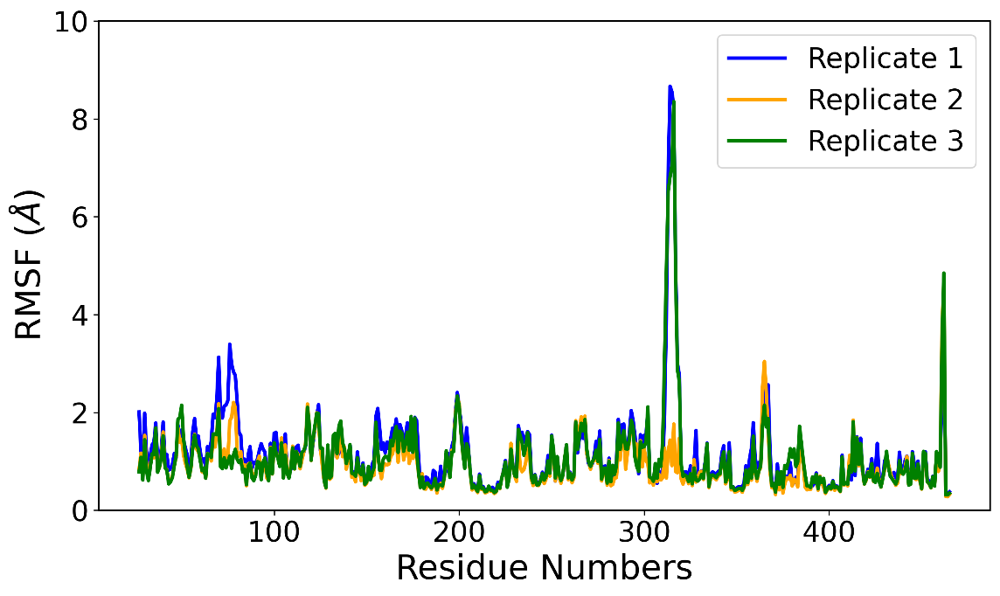 10
8
6
4
2
0
RMSF (Å)
Replicate 1
Replicate 2
Replicate 3
100
200
300
400
Residue Numbers